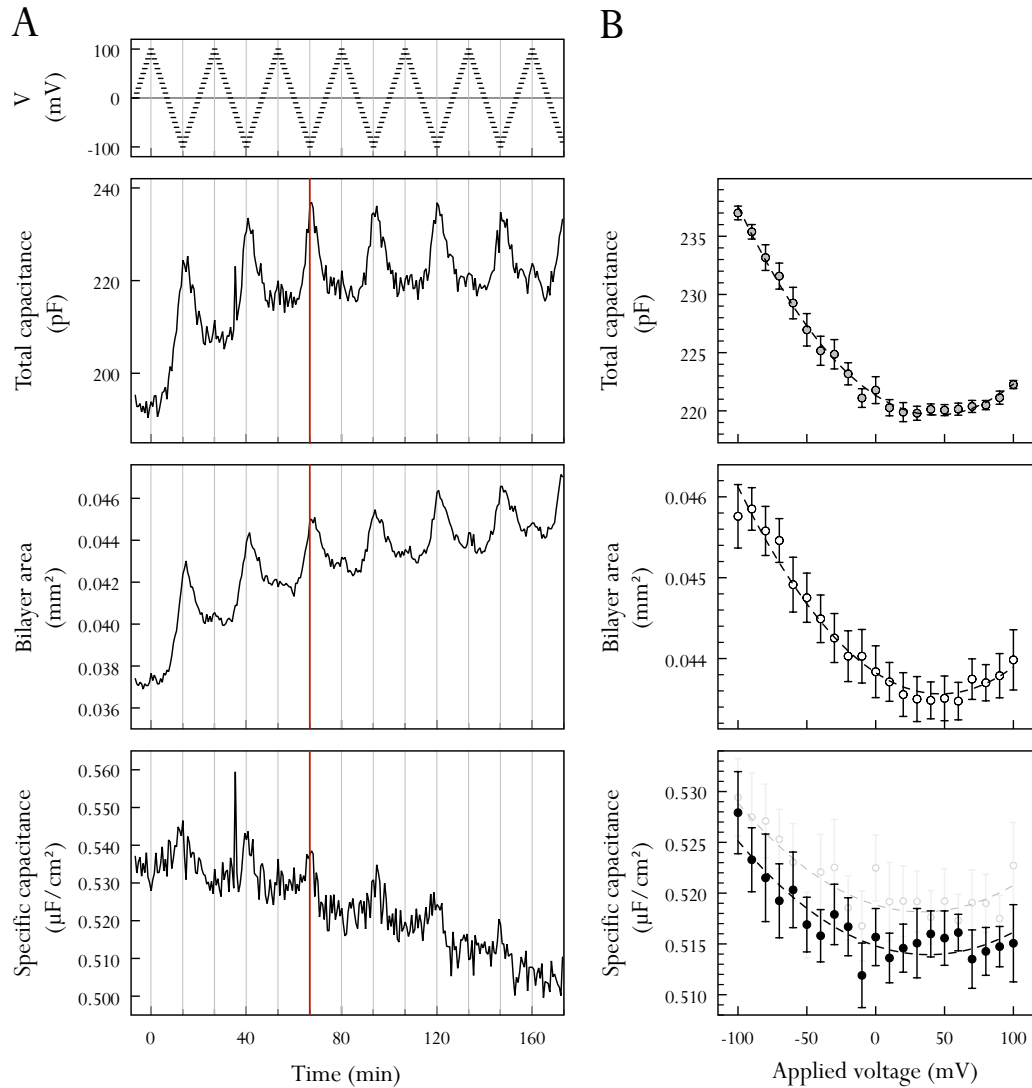 A
B
V
(mV)
100
0
-100
Total capacitance
(pF)
240
220
200
Total capacitance
(pF)
235
230
225
220
Bilayer area
(mm²)
0.046
0.044
0.042
0.040
0.038
0.036
Bilayer area
(mm²)
0.046
0.045
0.044
Specific capacitance
(μF/cm²)
0.560
0.550
0.540
0.530
0.520
0.510
0.500
Specific capacitance
(μF/cm²)
0.530
0.525
0.520
0.515
0.510
0 40 80 120 160
Time (min)
-100 -50 0 50 100
Applied voltage (mV)